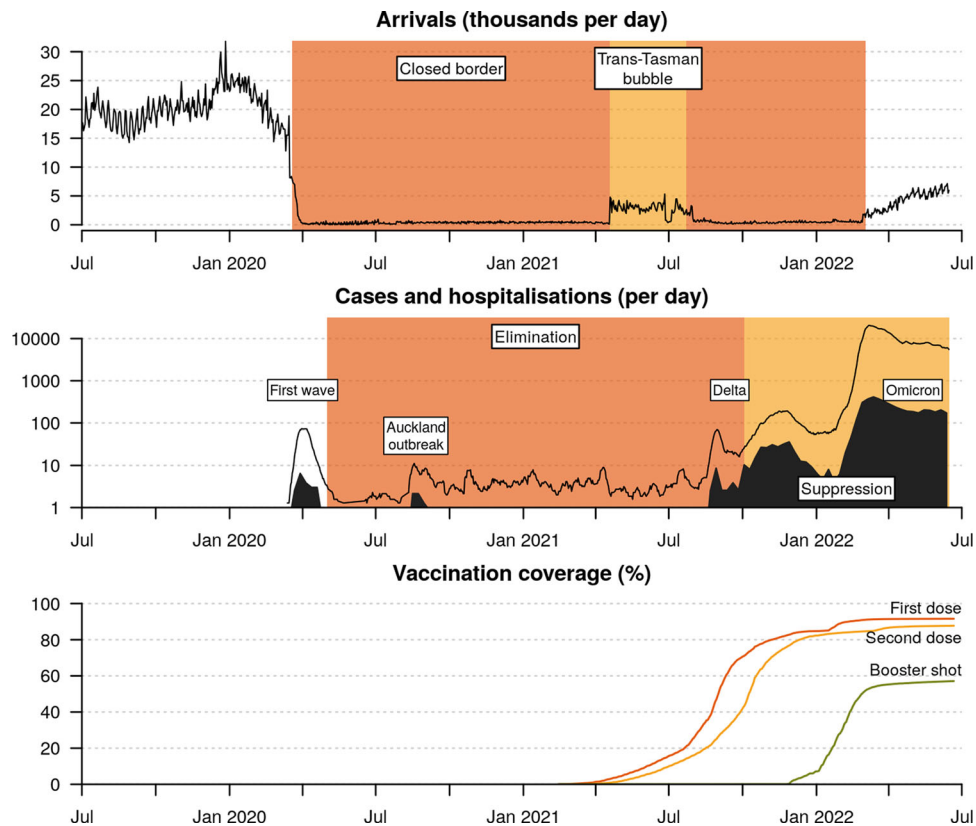 Arrivals (thousands per day)
30
25
20
15
10
5
0
Closed border
Trans-Tasman
bubble
Jul
Jan 2020
Jul
Jan 2021
Jul
Jan 2022
Jul
Cases and hospitalisations (per day)
10000
1000
100
10
1
First wave
Elimination
Auckland
outbreak
Delta
Omicron
Suppression
Jul
Jan 2020
Jul
Jan 2021
Jul
Jan 2022
Jul
Vaccination coverage (%)
100
80
60
40
20
0
First dose
Second dose
Booster shot
Jul
Jan 2020
Jul
Jan 2021
Jul
Jan 2022
Jul